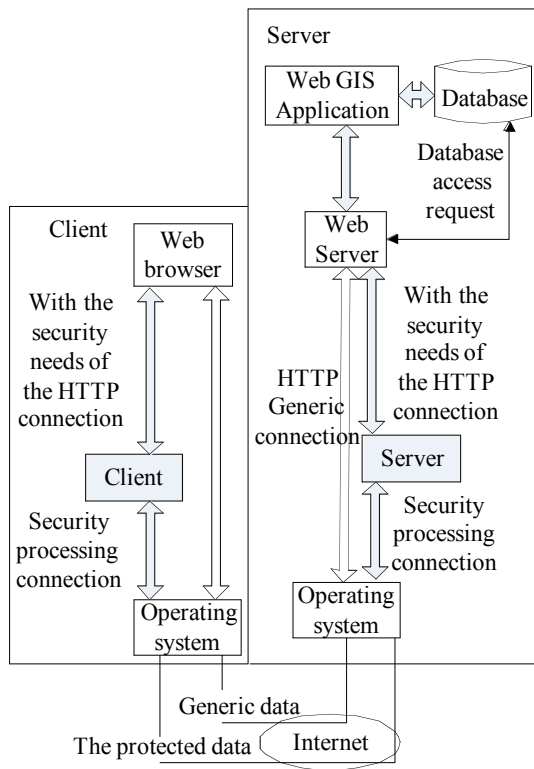 Server
Web GIS
Application
Database
Database
access
request
Web
Server
Client
Web
browser
With the
security
needs of
the HTTP
connection
HTTP
Generic
connection
With the
security
needs of
the HTTP
connection
Client
Server
Security
processing
connection
Security
processing
connection
Operating
system
Operating
system
Generic data
The protected data
Internet